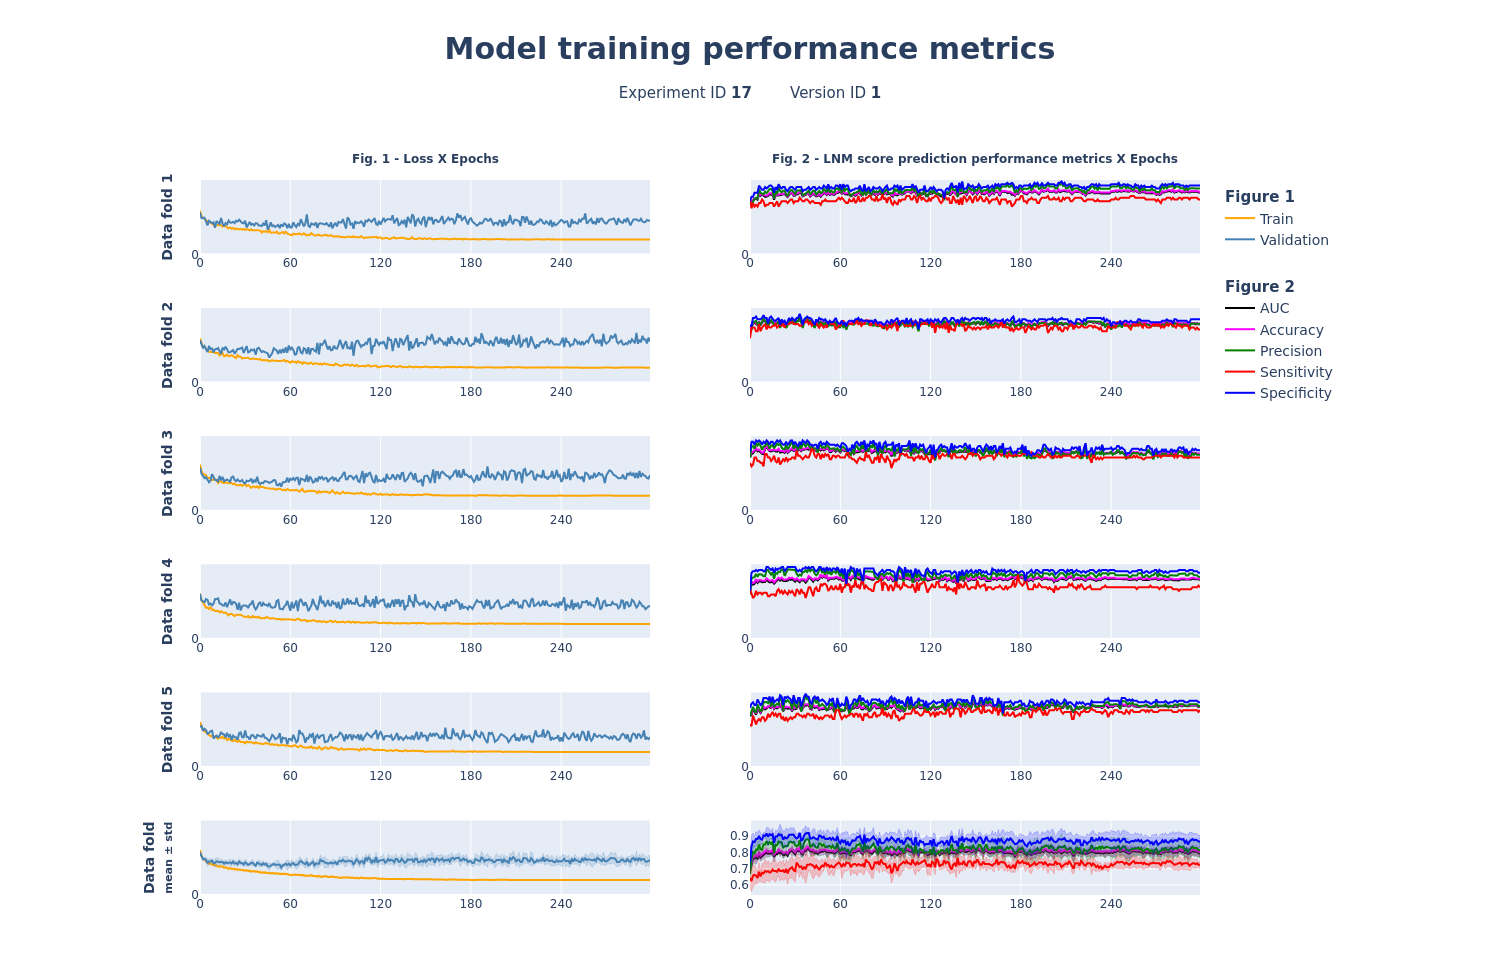 Model training performance metrics
Experiment ID 17 Version ID 1
Fig. 1 - Loss X Epochs
Fig. 2 - LNM score prediction performance metrics X Epochs
Data fold 1
0
0 60 120 180 240
0
0 60 120 180 240
Figure 1
Train
Validation
Figure 2
AUC
Accuracy
Precision
Sensitivity
Specificity
Data fold 2
0
0 60 120 180 240
0
0 60 120 180 240
Data fold 3
0
0 60 120 180 240
0
0 60 120 180 240
Data fold 4
0
0 60 120 180 240
0
0 60 120 180 240
Data fold 5
0
0 60 120 180 240
0
0 60 120 180 240
Data fold
mean ± std
0
0 60 120 180 240
0.9
0.8
0.7
0.6
0 60 120 180 240